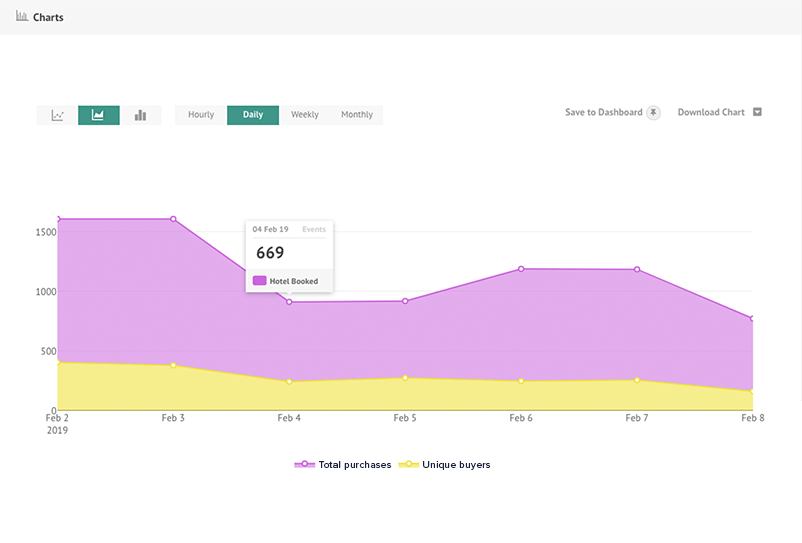 Charts
Hourly Daily Weekly Monthly
Save to Dashboard Download Chart
04 Feb 19 Events
669
Hotel Booked
1500
1000
500
0
Feb 2 Feb 3 Feb 4 Feb 5 Feb 6 Feb 7 Feb 8
2019
Total purchases Unique buyers